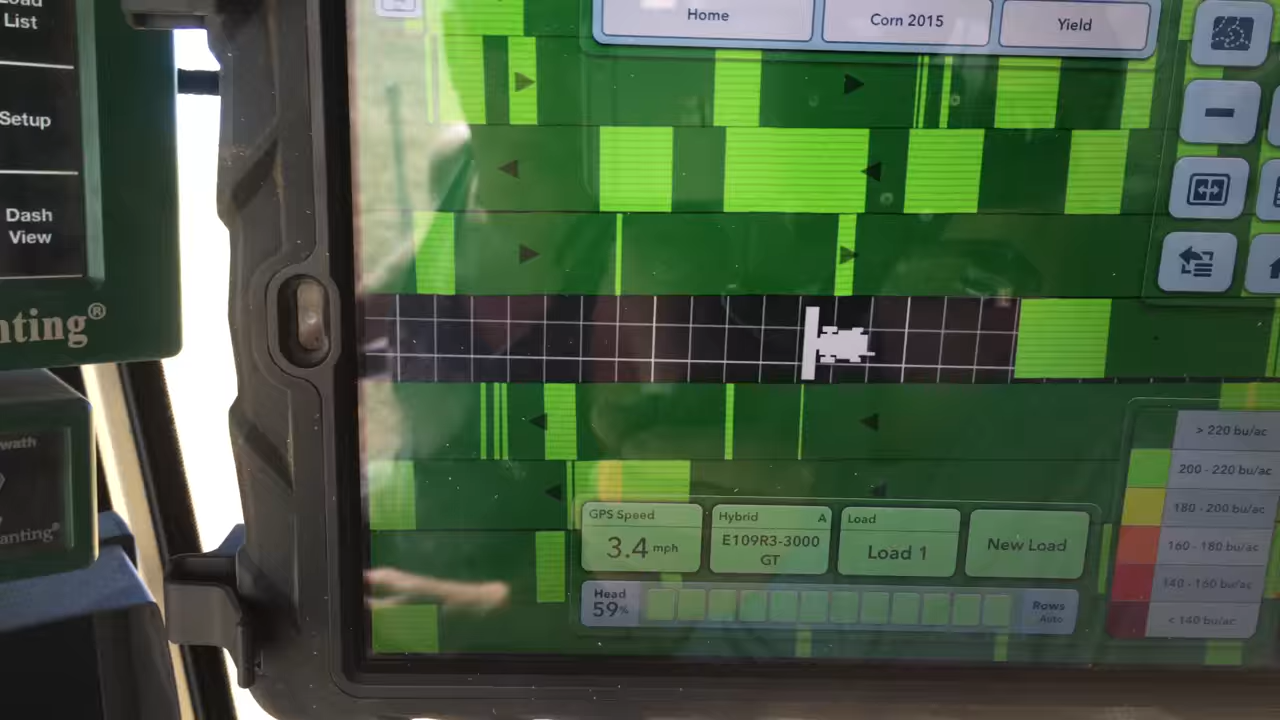 Load
List
Setup
Dash
View
nting®
wath
anting®
Home
Corn 2015
Yield
> 220 bu/ac
200 - 220 bu/ac
180 - 200 bu/ac
160 - 180 bu/ac
140 - 160 bu/ac
< 140 bu/ac
GPS Speed
3.4 mph
Hybrid A
E109R3-3000
GT
Load
Load 1
New Load
Head
59%
Rows
Auto